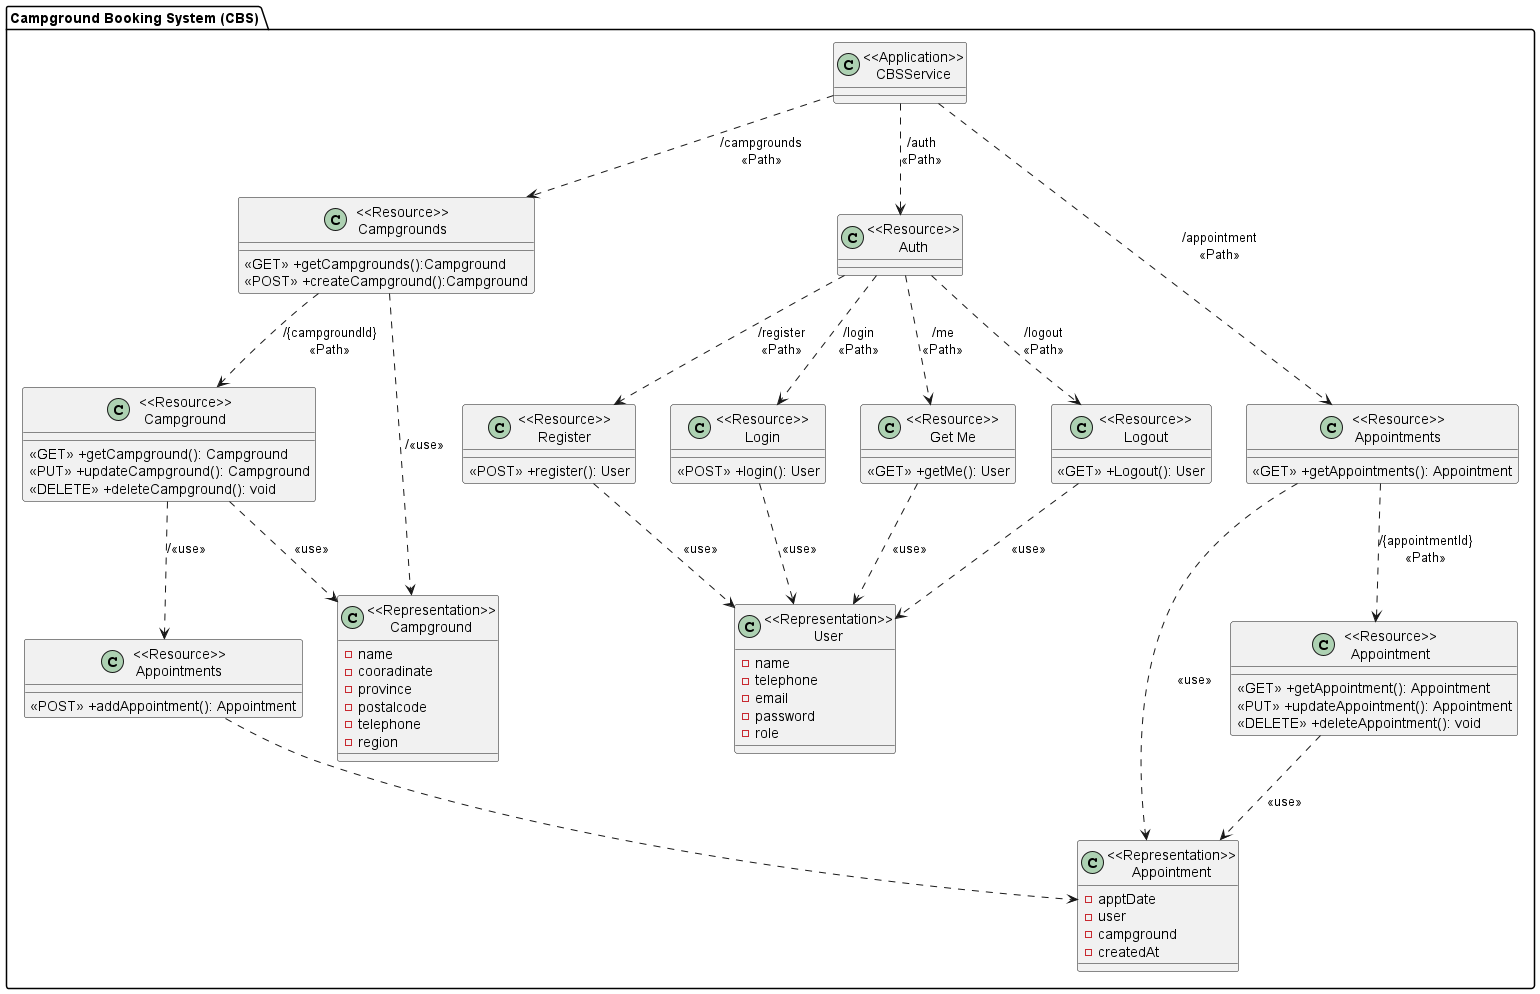 Campground Booking System (CBS)
C
<<Application>>
CBSService
/campgrounds
«Path»
/auth
«Path»
/appointment
«Path»
C
<<Resource>>
Campgrounds
«GET» +getCampgrounds():Campground
«POST» +createCampground():Campground
C
<<Resource>>
Auth
/{campgroundId}
«Path»
/«use»
/register
«Path»
/login
«Path»
/me
«Path»
/logout
«Path»
C
<<Resource>>
Campground
«GET» +getCampground(): Campground
«PUT» +updateCampground(): Campground
«DELETE» +deleteCampground(): void
C
<<Resource>>
Register
«POST» +register(): User
C
<<Resource>>
Login
«POST» +login(): User
C
<<Resource>>
Get Me
«GET» +getMe(): User
C
<<Resource>>
Logout
«GET» +Logout(): User
C
<<Resource>>
Appointments
«GET» +getAppointments(): Appointment
/«use»
«use»
«use»
«use»
«use»
«use»
/{appointmentId}
«Path»
C
<<Resource>>
Appointments
«POST» +addAppointment(): Appointment
C
<<Representation>>
Campground
name
cooradinate
province
postalcode
telephone
region
C
<<Representation>>
User
name
telephone
email
password
role
«use»
C
<<Resource>>
Appointment
«GET» +getAppointment(): Appointment
«PUT» +updateAppointment(): Appointment
«DELETE» +deleteAppointment(): void
«use»
C
<<Representation>>
Appointment
apptDate
user
campground
createdAt